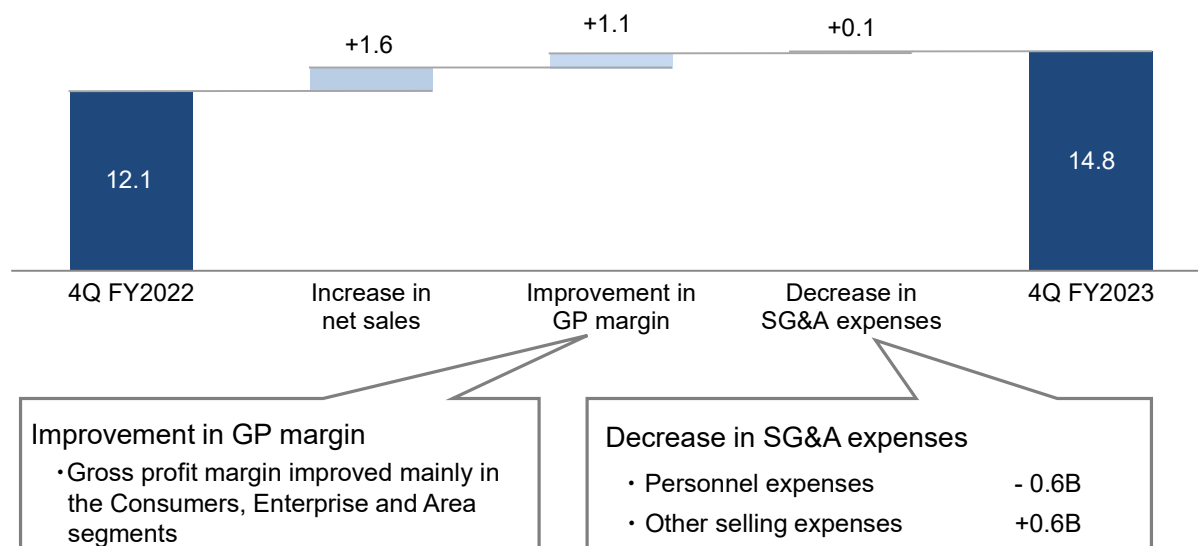 +1.6
+1.1
+0.1
12.1
14.8
4Q FY2022
Increase in
net sales
Improvement in
GP margin
Decrease in
SG&A expenses
4Q FY2023
Improvement in GP margin
・Gross profit margin improved mainly in
the Consumers, Enterprise and Area
segments
Decrease in SG&A expenses
・Personnel expenses - 0.6B
・Other selling expenses +0.6B